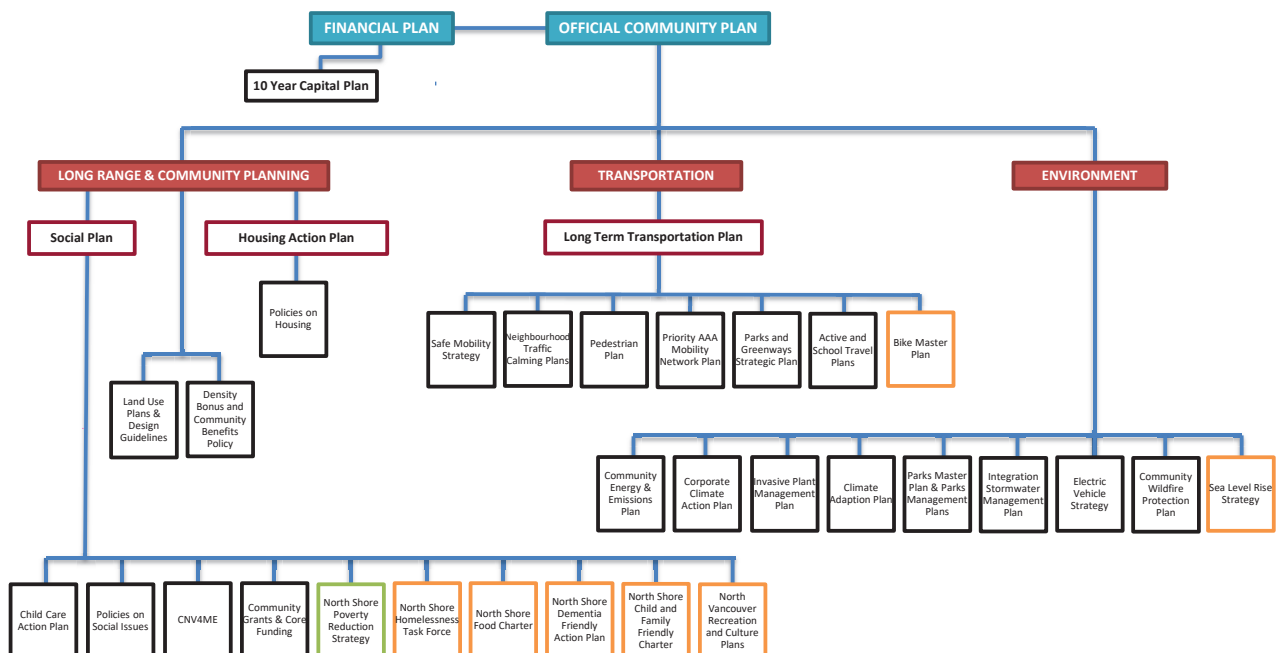 FINANCIAL PLAN
OFFICIAL COMMUNITY PLAN
10 Year Capital Plan
LONG RANGE & COMMUNITY PLANNING
TRANSPORTATION
ENVIRONMENT
Social Plan
Housing Action Plan
Long Term Transportation Plan
Policies on
Housing
Safe Mobility
Strategy
Neighbourhood
Traffic
Calming Plans
Pedestrian
Plan
Priority AAA
Mobility
Network Plan
Parks and
Greenways
Strategic Plan
Active and
School Travel
Plans
Bike Master
Plan
Land Use
Plans &
Design
Guidelines
Density
Bonus and
Community
Benefits
Policy
Community
Energy &
Emissions
Plan
Corporate
Climate
Action Plan
Invasive Plant
Management
Plan
Climate
Adaption Plan
Parks Master
Plan & Parks
Management
Plans
Integration
Stormwater
Management
Plan
Electric
Vehicle
Strategy
Community
Wildfire
Protection
Plan
Sea Level Rise
Strategy
Child Care
Action Plan
Policies on
Social Issues
CNV4ME
Community
Grants & Core
Funding
North Shore
Poverty
Reduction
Strategy
North Shore
Homelessness
Task Force
North Shore
Food Charter
North Shore
Dementia
Friendly
Action Plan
North Shore
Child and
Family
Friendly
Charter
North
Vancouver
Recreation
and Culture
Plans